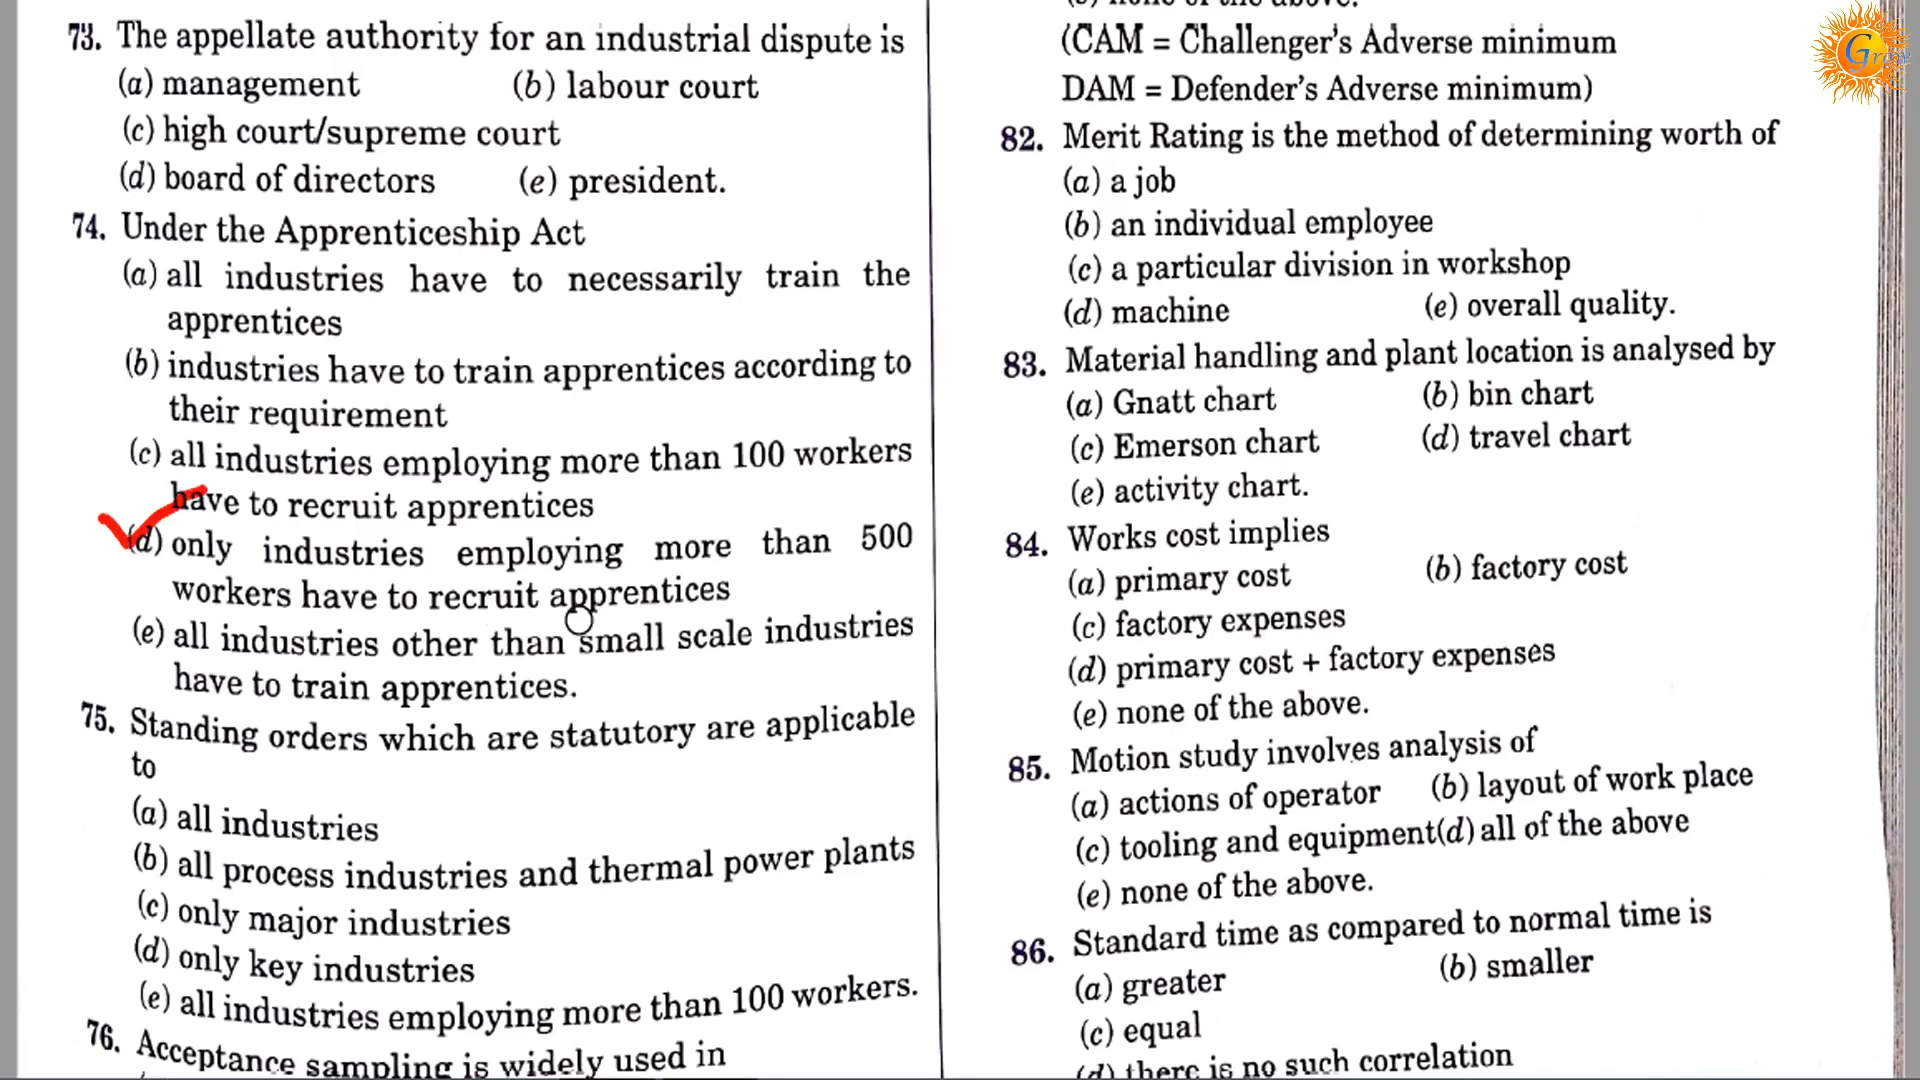 73. The appellate authority for an industrial dispute is
(a) management (b) labour court
(c) high court/supreme court
(d) board of directors (e) president.
74. Under the Apprenticeship Act
(a) all industries have to necessarily train the
apprentices
(b) industries have to train apprentices according to
their requirement
(c) all industries employing more than 100 workers
have to recruit apprentices
(d) only industries employing more than 500
workers have to recruit apprentices
(e) all industries other than small scale industries
have to train apprentices.
75. Standing orders which are statutory are applicable
to
(a) all industries
(b) all process industries and thermal power plants
(c) only major industries
(d) only key industries
(e) all industries employing more than 100 workers.
76. Acceptance sampling is widely used in
(CAM = Challenger's Adverse minimum
DAM = Defender's Adverse minimum)
82. Merit Rating is the method of determining worth of
(a) a job
(b) an individual employee
(c) a particular division in workshop
(d) machine (e) overall quality.
83. Material handling and plant location is analysed by
(a) Gnatt chart (b) bin chart
(c) Emerson chart (d) travel chart
(e) activity chart.
84. Works cost implies
(a) primary cost (b) factory cost
(c) factory expenses
(d) primary cost + factory expenses
(e) none of the above.
85. Motion study involves analysis of
(a) actions of operator (b) layout of work place
(c) tooling and equipment(d) all of the above
(e) none of the above.
86. Standard time as compared to normal time is
(a) greater (b) smaller
(c) equal
(d) there is no such correlation